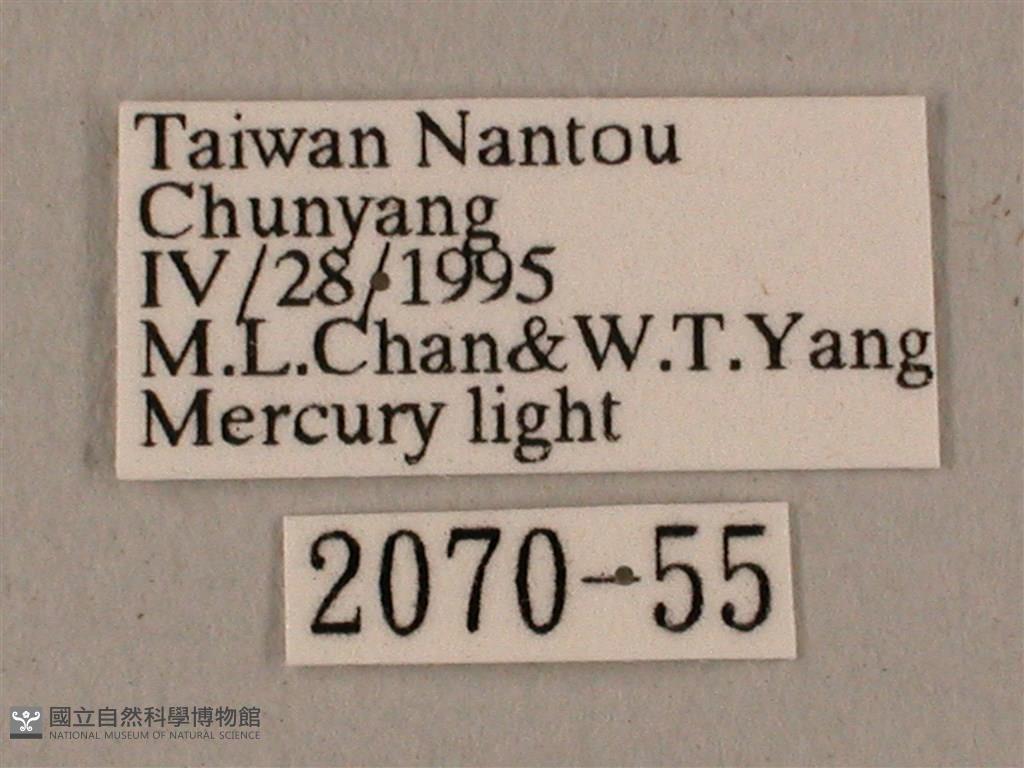 Taiwan Nantou
Chunyang
IV/28/1995
M.L.Chan&W.T.Yang
Mercury light
2070-55
國立自然科學博物館
NATIONAL MUSEUM OF NATURAL SCIENCE